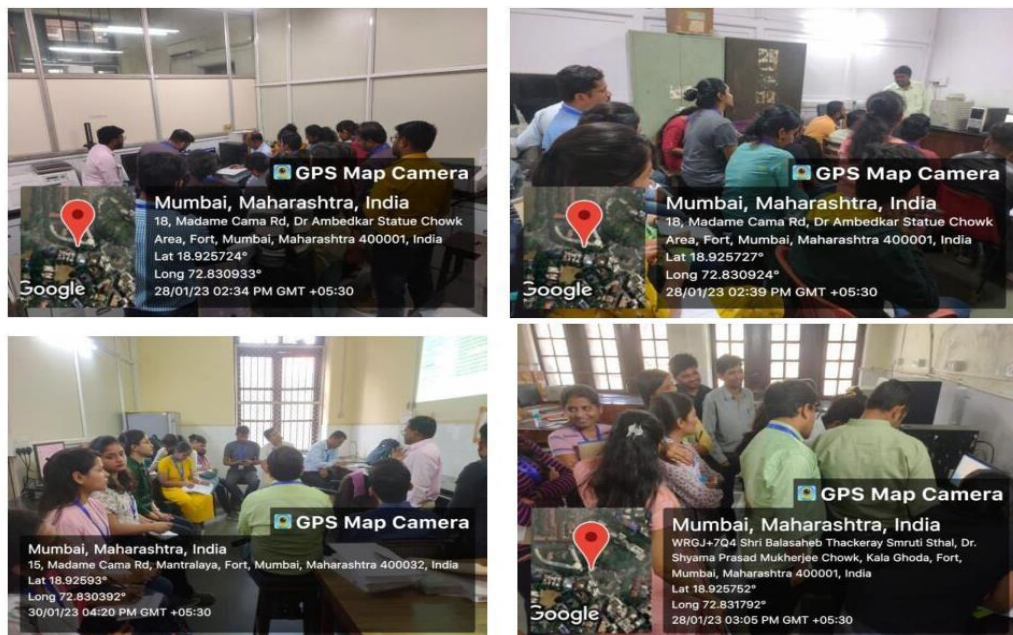 GPS Map Camera
Mumbai, Maharashtra, India
18, Madame Cama Rd, Dr Ambedkar Statue Chowk
Area, Fort, Mumbai, Maharashtra 400001, India
Lat 18.925724°
Long 72.830933°
28/01/23 02:34 PM GMT +05:30
Google
GPS Map Camera
Mumbai, Maharashtra, India
18, Madame Cama Rd, Dr Ambedkar Statue Chowk
Area, Fort, Mumbai, Maharashtra 400001, India
Lat 18.925727°
Long 72.830924°
28/01/23 02:39 PM GMT +05:30
Google
GPS Map Camera
Mumbai, Maharashtra, India
15, Madame Cama Rd, Mantralaya, Fort, Mumbai, Maharashtra 400032, India
Lat 18.92593°
Long 72.830392°
30/01/23 04:20 PM GMT +05:30
GPS Map Camera
Mumbai, Maharashtra, India
WRGJ+7Q4 Shri Balasaheb Thackeray Smruti Sthal, Dr.
Shyama Prasad Mukherjee Chowk, Kala Ghoda, Fort,
Mumbai, Maharashtra 400001, India
Lat 18.925752°
Long 72.831792°
28/01/23 03:05 PM GMT +05:30
Google